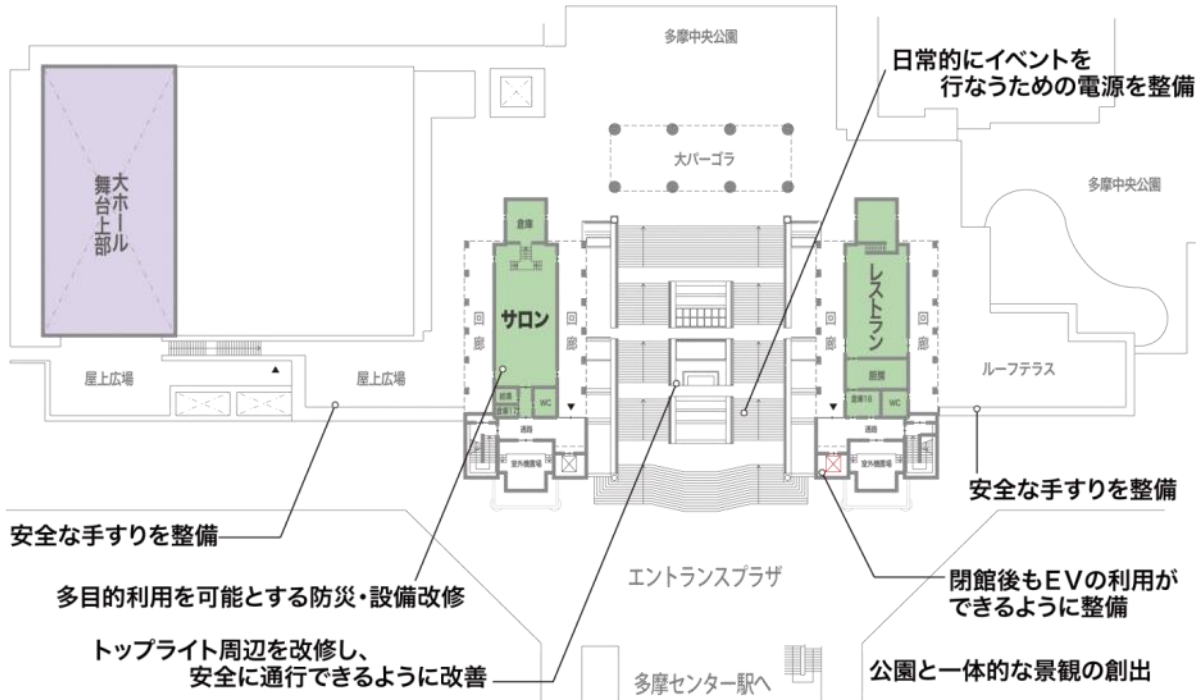 多摩中央公園
日常的にイベントを
行なうための電源を整備
大パーゴラ
多摩中央公園
大ホール
舞台上部
倉庫
サロン
回廊
回廊
回廊
レストラン
回廊
厨房
ルーフテラス
屋上広場
屋上広場
倉庫17
WC
倉庫18
WC
通路
通路
室外機置場
室外機置場
安全な手すりを整備
安全な手すりを整備
多目的利用を可能とする防災・設備改修
エントランスプラザ
閉館後もEVの利用が
できるように整備
トップライト周辺を改修し、
安全に通行できるように改善
多摩センター駅へ
公園と一体的な景観の創出